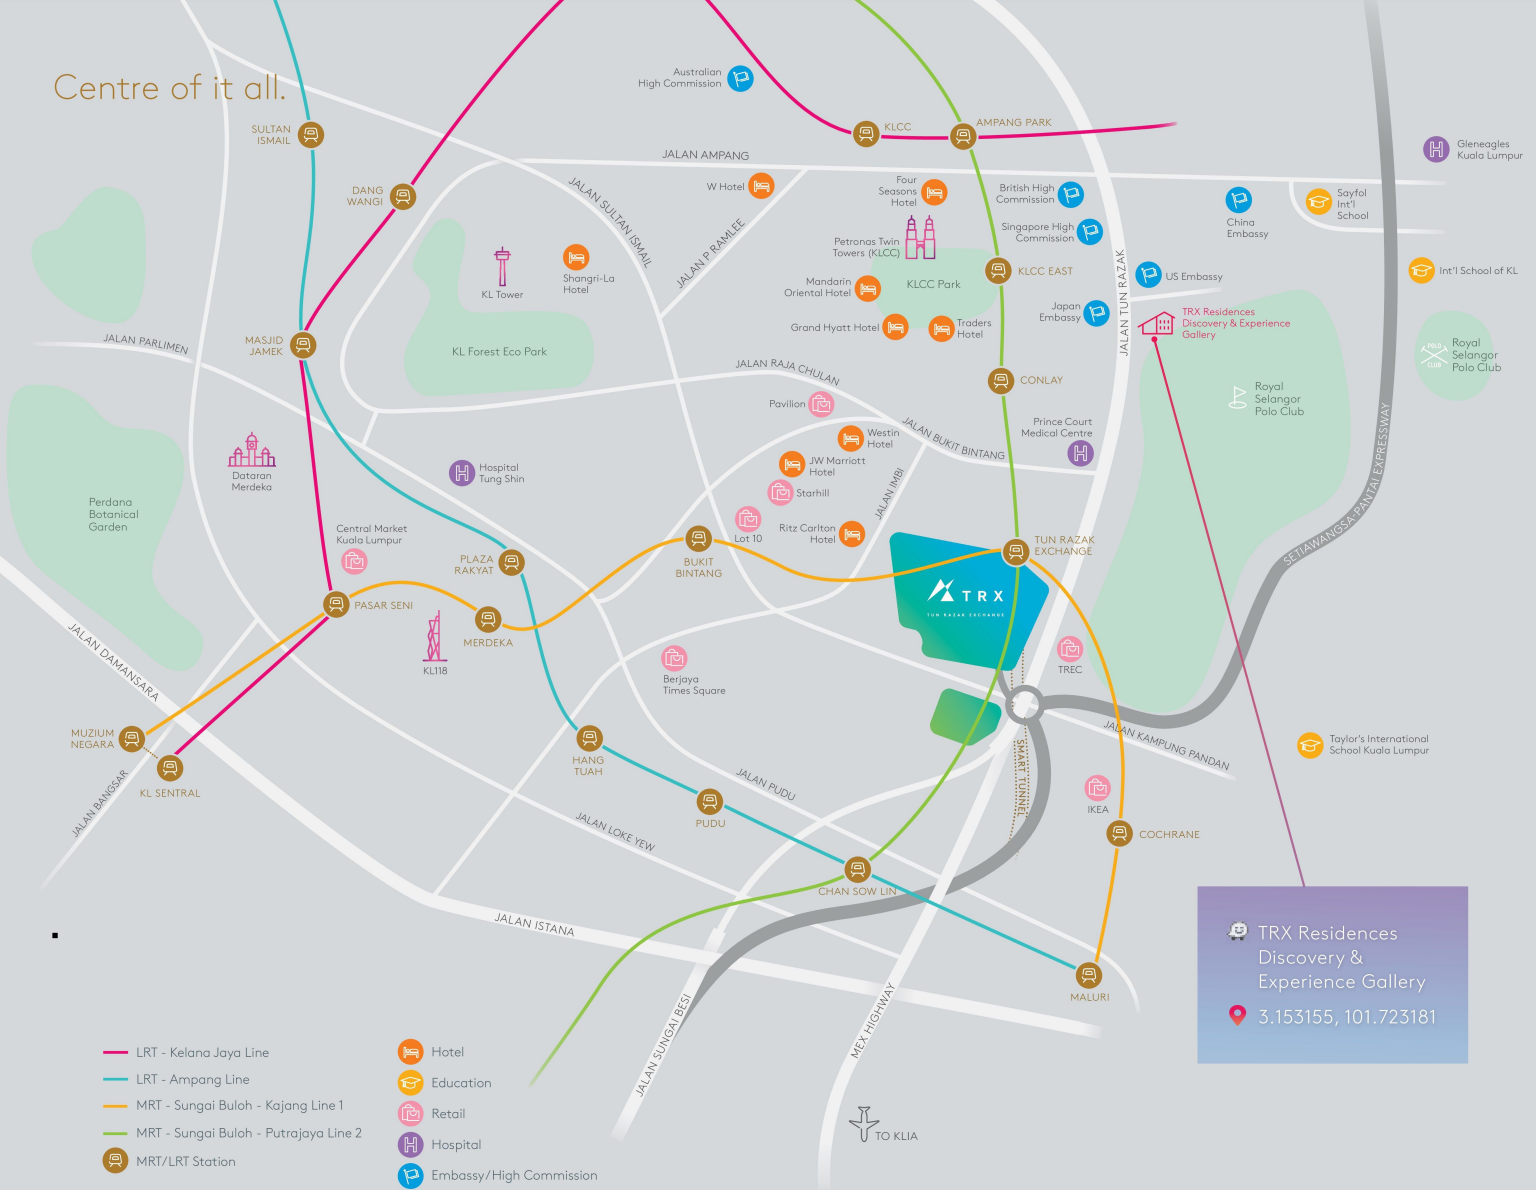 Centre of it all.
SULTAN
ISMAIL
DANG
WANGI
MASJID
JAMEK
Australian
High Commission
KLCC
AMPANG PARK
JALAN AMPANG
JALAN SULTAN ISMAIL
JALAN P RAMLEE
W Hotel
Four
Seasons
Hotel
British High
Commission
Singapore High
Commission
Petronas Twin
Towers (KLCC)
KLCC EAST
KLCC Park
Mandarin
Oriental Hotel
Grand Hyatt Hotel
Traders
Hotel
Japan
Embassy
US Embassy
China
Embassy
Sayfol
Int'l
School
Gleneagles
Kuala Lumpur
Int'l School of KL
JALAN TUN RAZAK
TRX Residences
Discovery & Experience
Gallery
POLO
CLUB
Royal
Selangor
Polo Club
Royal
Selangor
Polo Club
KL Tower
Shangri-La
Hotel
KL Forest Eco Park
JALAN PARLIMEN
JALAN RAJA CHULAN
CONLAY
Pavilion
Westin
Hotel
JALAN BUKIT BINTANG
Prince Court
Medical Centre
JW Marriott
Hotel
Starhill
JALAN IMBI
Lot 10
Ritz Carlton
Hotel
SETIAWANGSA-PANTAI EXPRESSWAY
Dataran
Merdeka
Hospital
Tung Shin
Perdana
Botanical
Garden
Central Market
Kuala Lumpur
PLAZA
RAKYAT
BUKIT
BINTANG
TUN RAZAK
EXCHANGE
TRX
TUN RAZAK EXCHANGE
PASAR SENI
MERDEKA
KL118
Berjaya
Times Square
TREC
JALAN DAMANSARA
MUZIUM
NEGARA
KL SENTRAL
JALAN BANGSAR
HANG
TUAH
PUDU
JALAN PUDU
JALAN LOKE YEW
SMART TUNNEL
JALAN KAMPUNG PANDAN
Taylor's International
School Kuala Lumpur
IKEA
COCHRANE
CHAN SOW LIN
JALAN ISTANA
MALURI
JALAN SUNGAI BESI
MEX HIGHWAY
TO KLIA
TRX Residences
Discovery &
Experience Gallery
3.153155, 101.723181
LRT - Kelana Jaya Line
LRT - Ampang Line
MRT - Sungai Buloh - Kajang Line 1
MRT - Sungai Buloh - Putrajaya Line 2
MRT/LRT Station
Hotel
Education
Retail
Hospital
Embassy/High Commission